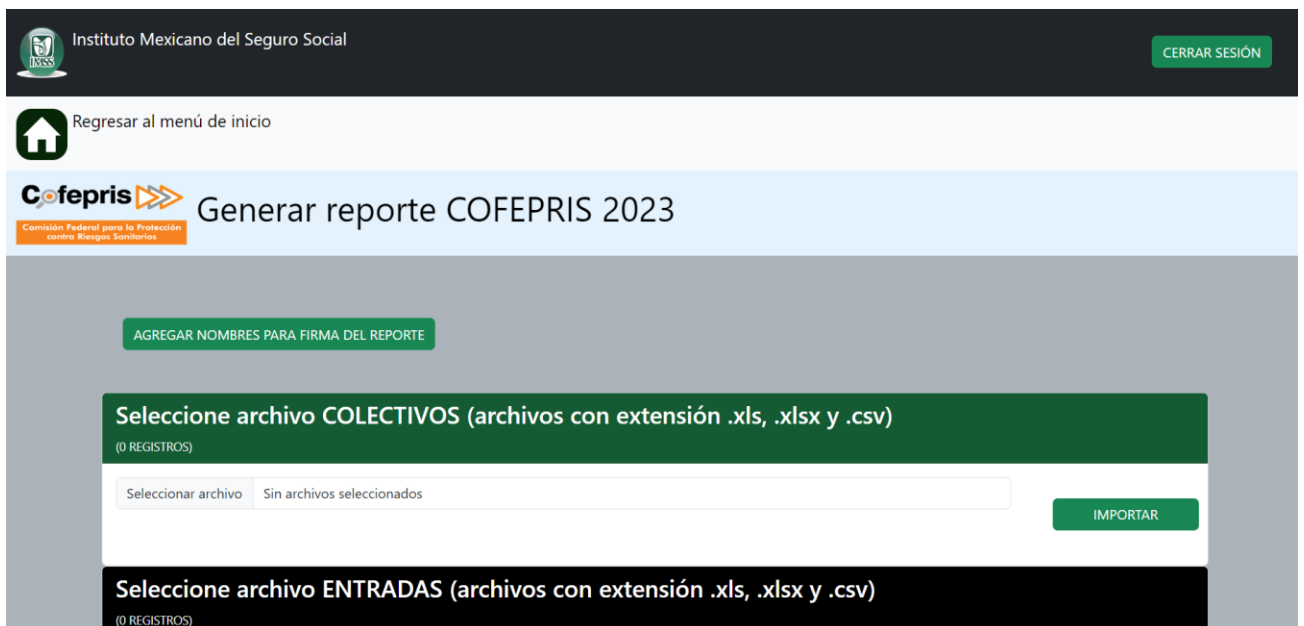 Instituto Mexicano del Seguro Social
IMSS
CERRAR SESIÓN
Regresar al menú de inicio
Cofepris
Comisión Federal para la Protección
contra Riesgos Sanitarios
Generar reporte COFEPRIS 2023
AGREGAR NOMBRES PARA FIRMA DEL REPORTE
Seleccione archivo COLECTIVOS (archivos con extensión .xls, .xlsx y .csv)
(0 REGISTROS)
Seleccionar archivo Sin archivos seleccionados
IMPORTAR
Seleccione archivo ENTRADAS (archivos con extensión .xls, .xlsx y .csv)
(0 REGISTROS)